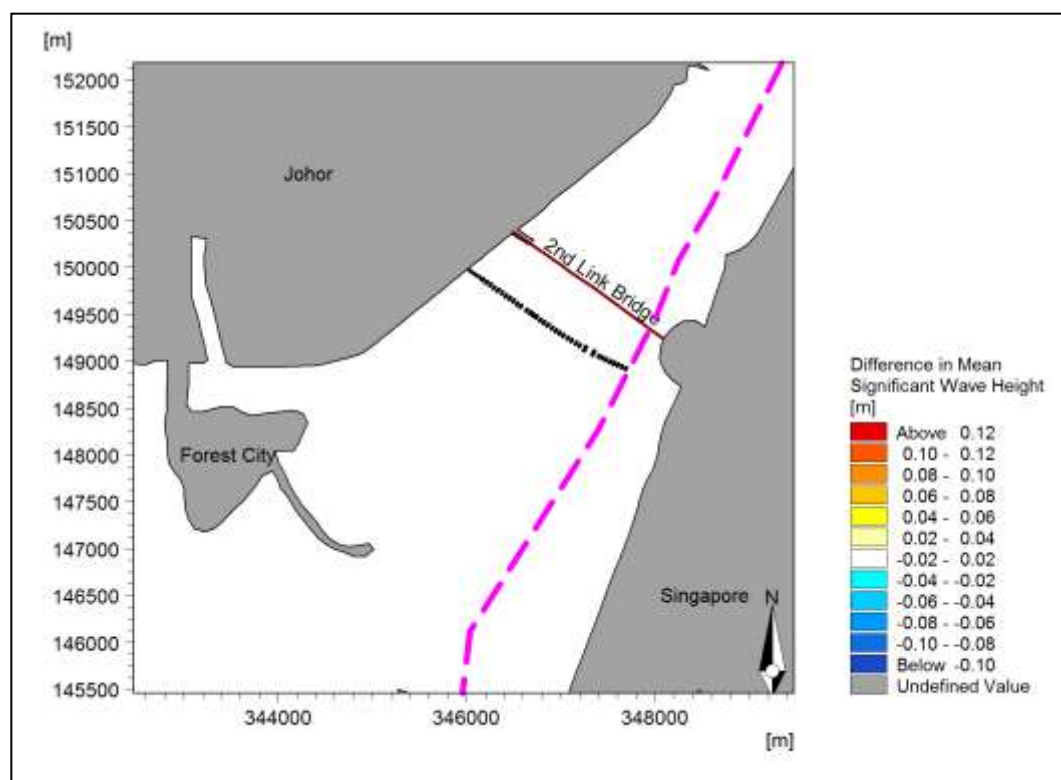 [m]
152000
151500
151000
150500
150000
149500
149000
148500
148000
147500
147000
146500
146000
145500
Johor
2nd Link Bridge
Forest City
Singapore
N
344000 346000 348000
[m]
Difference in Mean
Significant Wave Height
[m]
Above 0.12
0.10 - 0.12
0.08 - 0.10
0.06 - 0.08
0.04 - 0.06
0.02 - 0.04
-0.02 - 0.02
-0.04 - -0.02
-0.06 - -0.04
-0.08 - -0.06
-0.10 - -0.08
Below -0.10
Undefined Value